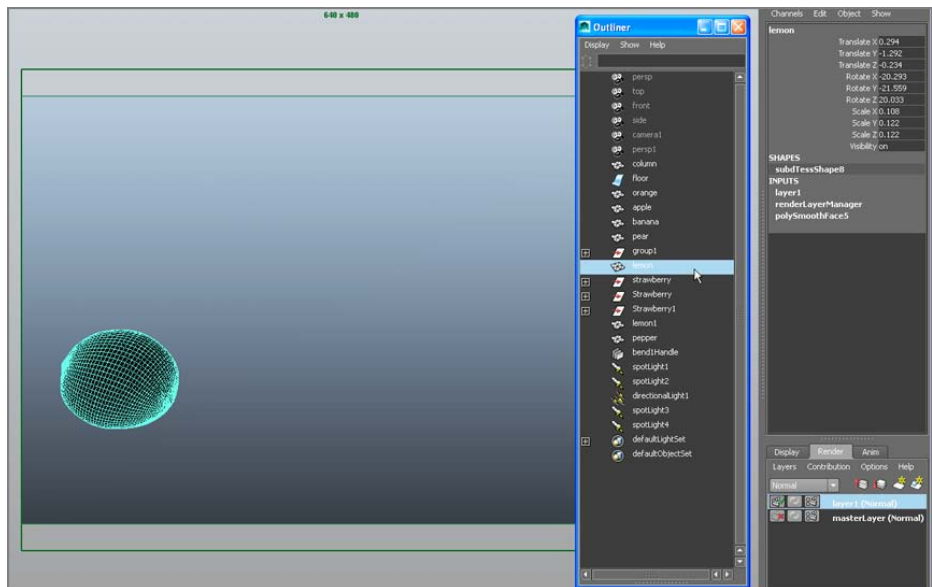 640 x 480
Outliner
Display Show Help
persp
top
front
side
camera1
persp1
column
floor
orange
apple
banana
pear
group1
lemon
strawberry
Strawberry
Strawberry1
lemon1
pepper
bend1Handle
spotLight1
spotLight2
directionalLight1
spotLight3
spotLight4
defaultLightSet
defaultObjectSet
Channels Edit Object Show
lemon
Translate X 0.294
Translate Y -1.292
Translate Z -0.234
Rotate X -20.293
Rotate Y -21.559
Rotate Z 20.033
Scale X 0.108
Scale Y 0.122
Scale Z 0.122
Visibility on
SHAPES
subdTessShape8
INPUTS
layer1
renderLayerManager
polySmoothFace5
Display Render Anim
Layers Contribution Options Help
Normal
layer1 (Normal)
masterLayer (Normal)